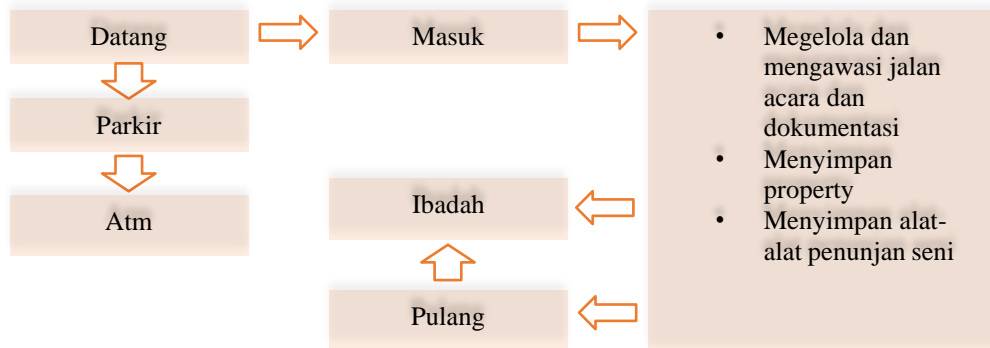 Datang
Masuk
• Megelola dan
mengawasi jalan
acara dan
dokumentasi
• Menyimpan
property
• Menyimpan alat-
alat penunjan seni
Parkir
Atm
Ibadah
Pulang